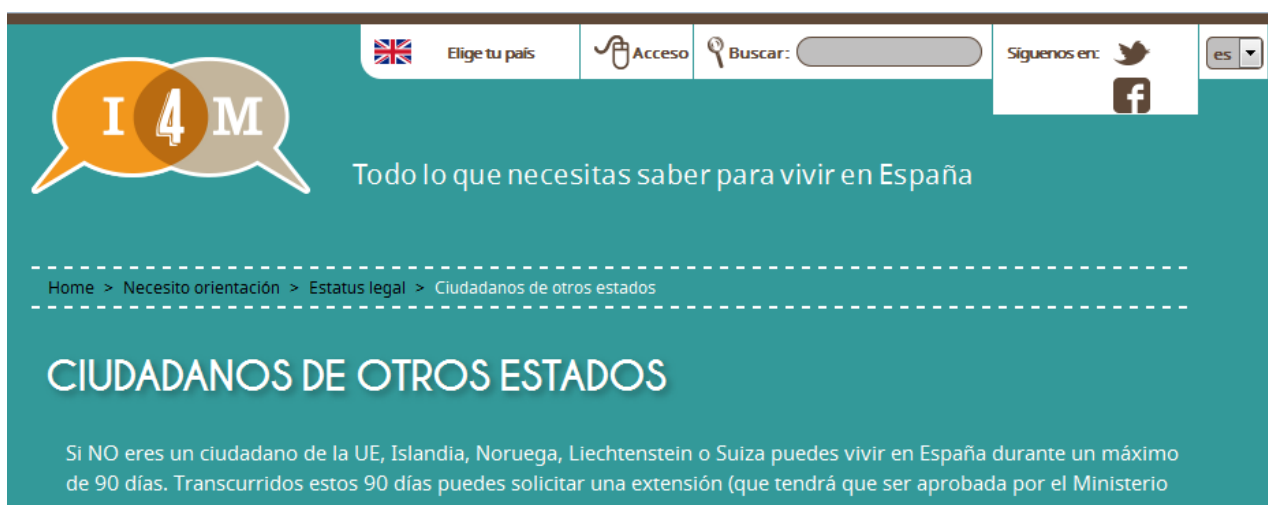 Elige tu país
Acceso
Buscar:
Síguenos en:
es
I 4 M
Todo lo que necesitas saber para vivir en España
Home > Necesito orientación > Estatus legal > Ciudadanos de otros estados
CIUDADANOS DE OTROS ESTADOS
Si NO eres un ciudadano de la UE, Islandia, Noruega, Liechtenstein o Suiza puedes vivir en España durante un máximo
de 90 días. Transcurridos estos 90 días puedes solicitar una extensión (que tendrá que ser aprobada por el Ministerio